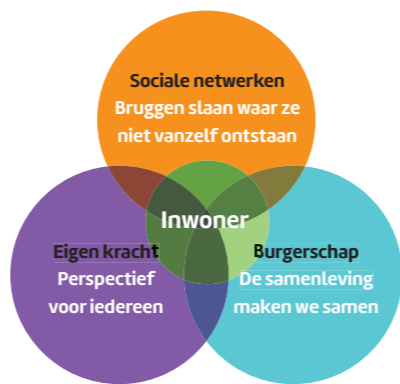 Sociale netwerken
Bruggen slaan waar ze
niet vanzelf ontstaan
Inwoner
Eigen kracht
Perspectief
voor iedereen
Burgerschap
De samenleving
maken we samen